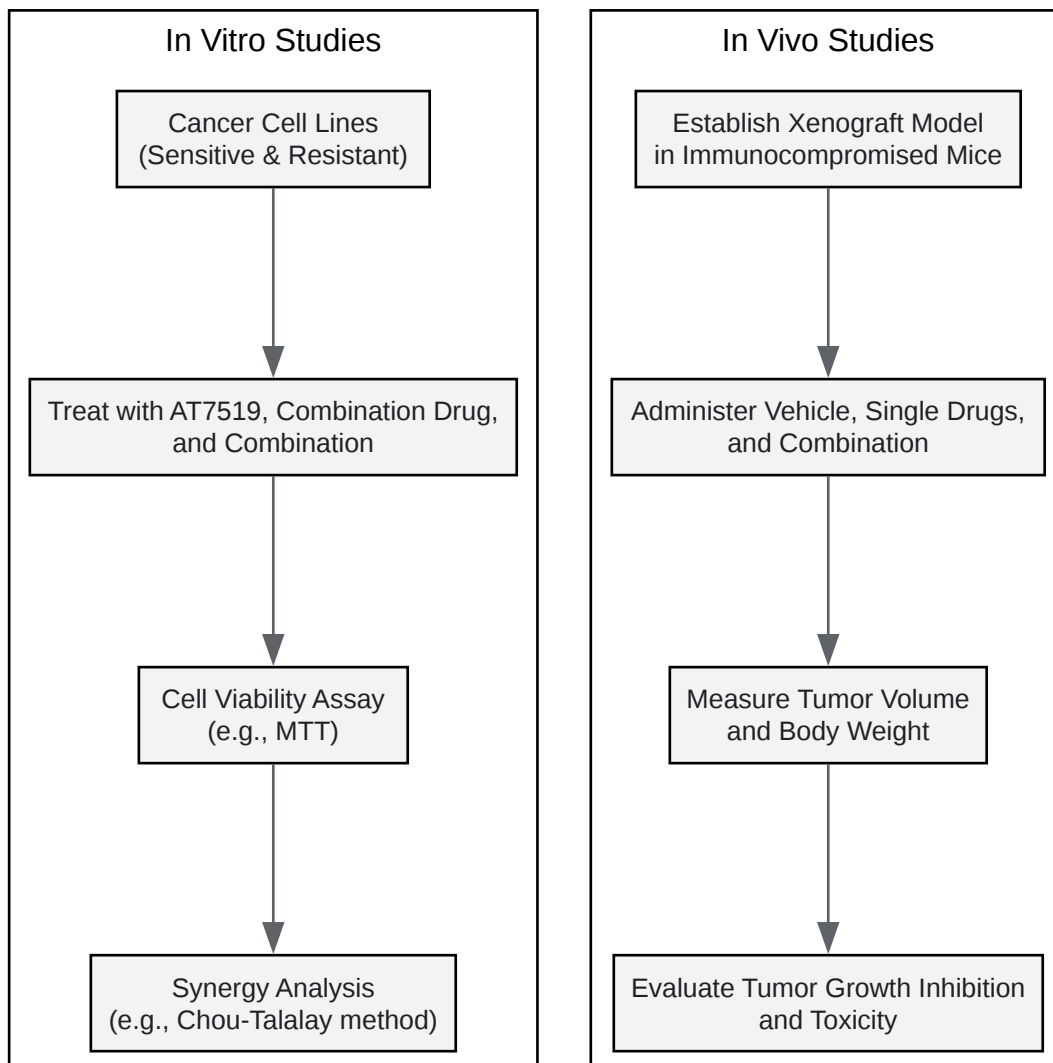 In Vitro Studies
Cancer Cell Lines
(Sensitive & Resistant)
Treat with AT7519, Combination Drug,
and Combination
Cell Viability Assay
(e.g., MTT)
Synergy Analysis
(e.g., Chou-Talalay method)
In Vivo Studies
Establish Xenograft Model
in Immunocompromised Mice
Administer Vehicle, Single Drugs,
and Combination
Measure Tumor Volume
and Body Weight
Evaluate Tumor Growth Inhibition
and Toxicity